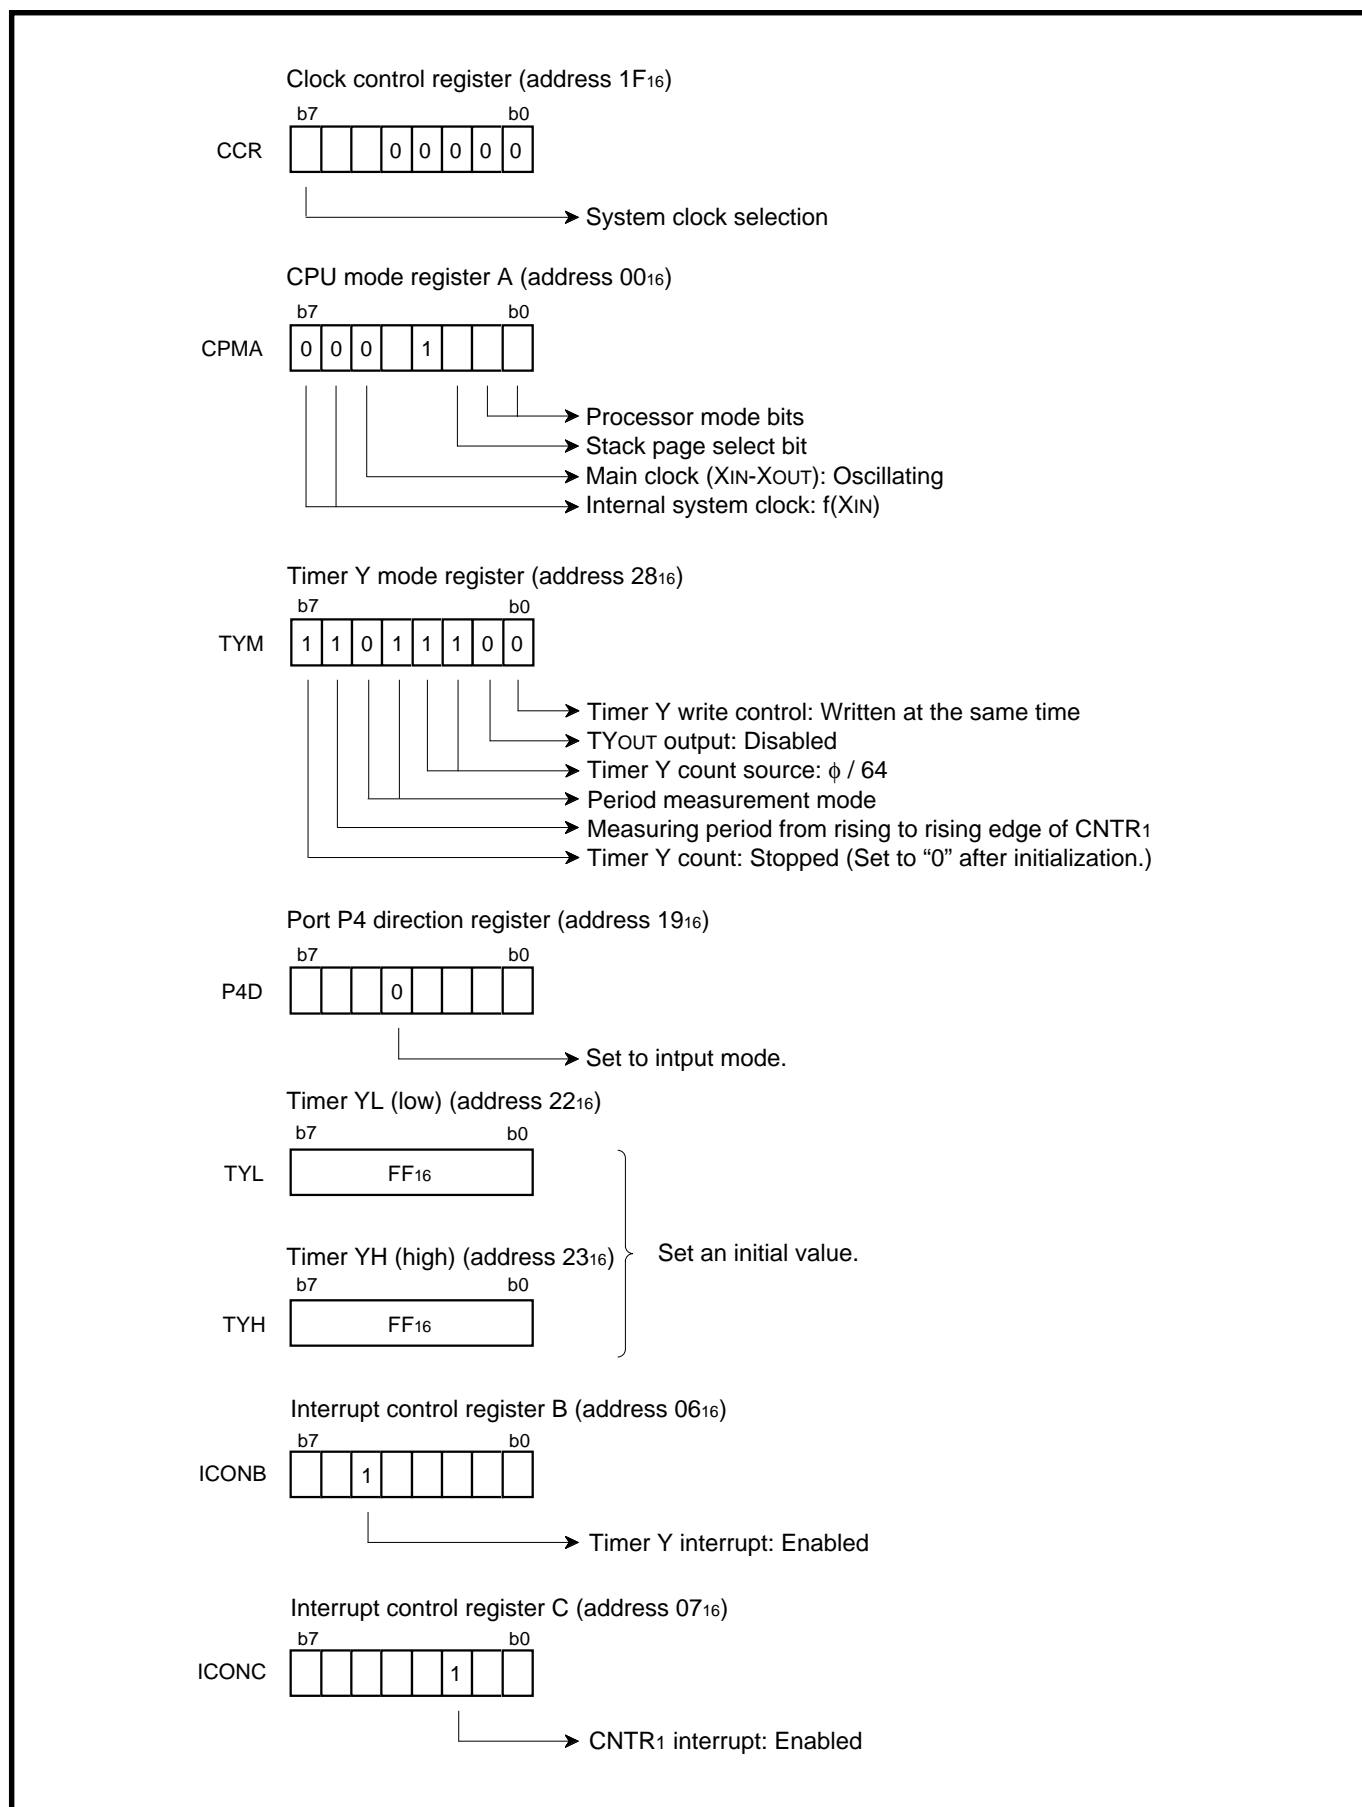 Clock control register (address 1F16)
b7 b0
CCR 0 0 0 0 0
System clock selection
CPU mode register A (address 0016)
b7 b0
CPMA 0 0 0 1
Processor mode bits
Stack page select bit
Main clock (XIN-XOUT): Oscillating
Internal system clock: f(XIN)
Timer Y mode register (address 2816)
b7 b0
TYM 1 1 0 1 1 1 0 0
Timer Y write control: Written at the same time
TYOUT output: Disabled
Timer Y count source: ϕ / 64
Period measurement mode
Measuring period from rising to rising edge of CNTR1
Timer Y count: Stopped (Set to “0” after initialization.)
Port P4 direction register (address 1916)
b7 b0
P4D 0
Set to intput mode.
Timer YL (low) (address 2216)
b7 b0
TYL FF16
Timer YH (high) (address 2316)
Set an initial value.
b7 b0
TYH FF16
Interrupt control register B (address 0616)
b7 b0
ICONB 1
Timer Y interrupt: Enabled
Interrupt control register C (address 0716)
b7 b0
ICONC 1
CNTR1 interrupt: Enabled